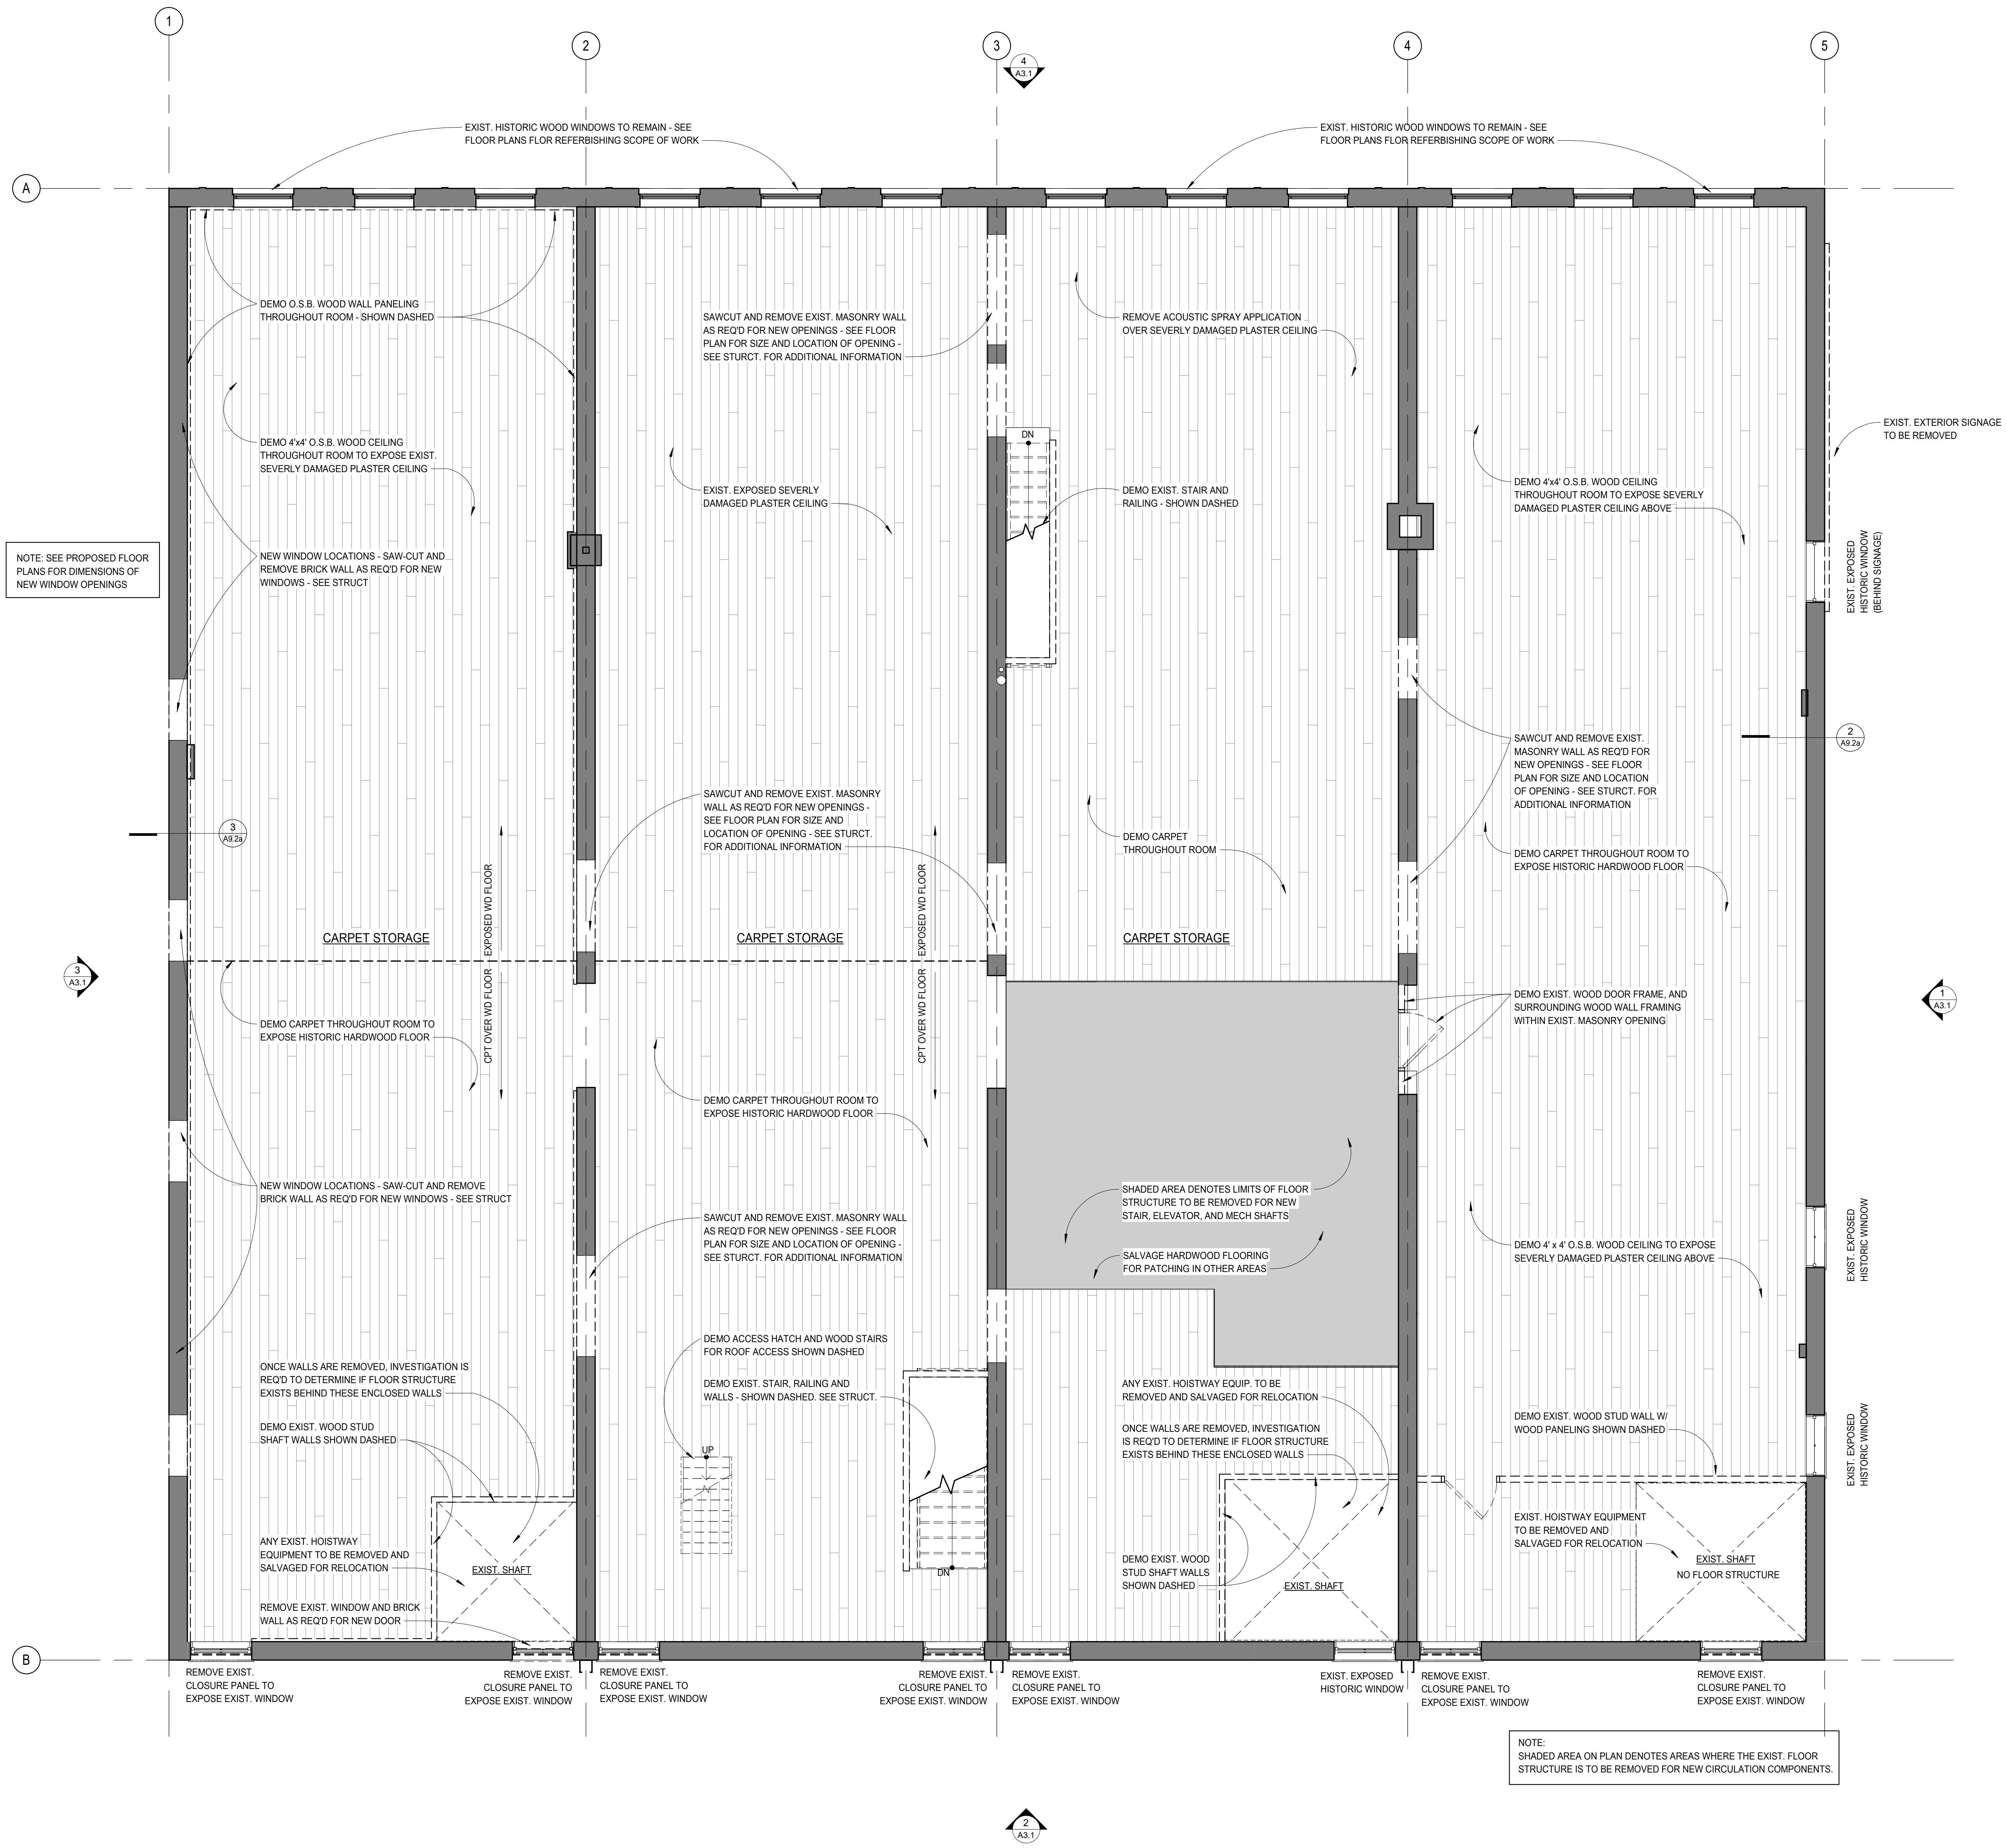 1
2
3
4
5
4
A3.1
EXIST. HISTORIC WOOD WINDOWS TO REMAIN - SEE
FLOOR PLANS FLOR REFERBISHING SCOPE OF WORK
EXIST. HISTORIC WOOD WINDOWS TO REMAIN - SEE
FLOOR PLANS FLOR REFERBISHING SCOPE OF WORK
A
DEMO O.S.B. WOOD WALL PANELING
THROUGHOUT ROOM - SHOWN DASHED
SAWCUT AND REMOVE EXIST. MASONRY WALL
AS REQ'D FOR NEW OPENINGS - SEE FLOOR
PLAN FOR SIZE AND LOCATION OF OPENING -
SEE STURCT. FOR ADDITIONAL INFORMATION
REMOVE ACOUSTIC SPRAY APPLICATION
OVER SEVERLY DAMAGED PLASTER CEILING
EXIST. EXTERIOR SIGNAGE
TO BE REMOVED
DEMO 4'x4' O.S.B. WOOD CEILING
THROUGHOUT ROOM TO EXPOSE EXIST.
SEVERLY DAMAGED PLASTER CEILING
DN
EXIST. EXPOSED SEVERLY
DAMAGED PLASTER CEILING
DEMO EXIST. STAIR AND
RAILING - SHOWN DASHED
DEMO 4'x4' O.S.B. WOOD CEILING
THROUGHOUT ROOM TO EXPOSE SEVERLY
DAMAGED PLASTER CEILING ABOVE
NOTE: SEE PROPOSED FLOOR
PLANS FOR DIMENSIONS OF
NEW WINDOW OPENINGS
NEW WINDOW LOCATIONS - SAW-CUT AND
REMOVE BRICK WALL AS REQ'D FOR NEW
WINDOWS - SEE STRUCT
EXIST. EXPOSED
HISTORIC WINDOW
(BEHIND SIGNAGE)
SAWCUT AND REMOVE EXIST.
MASONRY WALL AS REQ'D FOR
NEW OPENINGS - SEE FLOOR
PLAN FOR SIZE AND LOCATION
OF OPENING - SEE STURCT. FOR
ADDITIONAL INFORMATION
2
A9.2a
SAWCUT AND REMOVE EXIST. MASONRY
WALL AS REQ'D FOR NEW OPENINGS -
SEE FLOOR PLAN FOR SIZE AND
LOCATION OF OPENING - SEE STURCT.
FOR ADDITIONAL INFORMATION
3
A9.2a
DEMO CARPET
THROUGHOUT ROOM
DEMO CARPET THROUGHOUT ROOM TO
EXPOSE HISTORIC HARDWOOD FLOOR
EXPOSED WD FLOOR
EXPOSED WD FLOOR
CARPET STORAGE
CARPET STORAGE
CARPET STORAGE
3
A3.1
1
A3.1
CPT OVER WD FLOOR
CPT OVER WD FLOOR
DEMO EXIST. WOOD DOOR FRAME, AND
SURROUNDING WOOD WALL FRAMING
WITHIN EXIST. MASONRY OPENING
DEMO CARPET THROUGHOUT ROOM TO
EXPOSE HISTORIC HARDWOOD FLOOR
DEMO CARPET THROUGHOUT ROOM TO
EXPOSE HISTORIC HARDWOOD FLOOR
NEW WINDOW LOCATIONS - SAW-CUT AND REMOVE
BRICK WALL AS REQ'D FOR NEW WINDOWS - SEE STRUCT
SHADED AREA DENOTES LIMITS OF FLOOR
STRUCTURE TO BE REMOVED FOR NEW
STAIR, ELEVATOR, AND MECH SHAFTS
SAWCUT AND REMOVE EXIST. MASONRY WALL
AS REQ'D FOR NEW OPENINGS - SEE FLOOR
PLAN FOR SIZE AND LOCATION OF OPENING -
SEE STURCT. FOR ADDITIONAL INFORMATION
SALVAGE HARDWOOD FLOORING
FOR PATCHING IN OTHER AREAS
DEMO 4' x 4' O.S.B. WOOD CEILING TO EXPOSE
SEVERLY DAMAGED PLASTER CEILING ABOVE
EXIST. EXPOSED
HISTORIC WINDOW
DEMO ACCESS HATCH AND WOOD STAIRS
FOR ROOF ACCESS SHOWN DASHED
ONCE WALLS ARE REMOVED, INVESTIGATION IS
REQ'D TO DETERMINE IF FLOOR STRUCTURE
EXISTS BEHIND THESE ENCLOSED WALLS
DEMO EXIST. STAIR, RAILING AND
WALLS - SHOWN DASHED. SEE STRUCT.
ANY EXIST. HOISTWAY EQUIP. TO BE
REMOVED AND SALVAGED FOR RELOCATION
DEMO EXIST. WOOD STUD
SHAFT WALLS SHOWN DASHED
ONCE WALLS ARE REMOVED, INVESTIGATION
IS REQ'D TO DETERMINE IF FLOOR STRUCTURE
EXISTS BEHIND THESE ENCLOSED WALLS
DEMO EXIST. WOOD STUD WALL W/
WOOD PANELING SHOWN DASHED
EXIST. EXPOSED
HISTORIC WINDOW
UP
ANY EXIST. HOISTWAY
EQUIPMENT TO BE REMOVED AND
SALVAGED FOR RELOCATION
EXIST. SHAFT
DN
DEMO EXIST. WOOD
STUD SHAFT WALLS
SHOWN DASHED
EXIST. SHAFT
EXIST. HOISTWAY EQUIPMENT
TO BE REMOVED AND
SALVAGED FOR RELOCATION
EXIST. SHAFT
NO FLOOR STRUCTURE
REMOVE EXIST. WINDOW AND BRICK
WALL AS REQ'D FOR NEW DOOR
B
REMOVE EXIST.
CLOSURE PANEL TO
EXPOSE EXIST. WINDOW
REMOVE EXIST.
CLOSURE PANEL TO
EXPOSE EXIST. WINDOW
REMOVE EXIST.
CLOSURE PANEL TO
EXPOSE EXIST. WINDOW
REMOVE EXIST.
CLOSURE PANEL TO
EXPOSE EXIST. WINDOW
REMOVE EXIST.
CLOSURE PANEL TO
EXPOSE EXIST. WINDOW
EXIST. EXPOSED
HISTORIC WINDOW
REMOVE EXIST.
CLOSURE PANEL TO
EXPOSE EXIST. WINDOW
REMOVE EXIST.
CLOSURE PANEL TO
EXPOSE EXIST. WINDOW
NOTE:
SHADED AREA ON PLAN DENOTES AREAS WHERE THE EXIST. FLOOR
STRUCTURE IS TO BE REMOVED FOR NEW CIRCULATION COMPONENTS.
2
A3.1